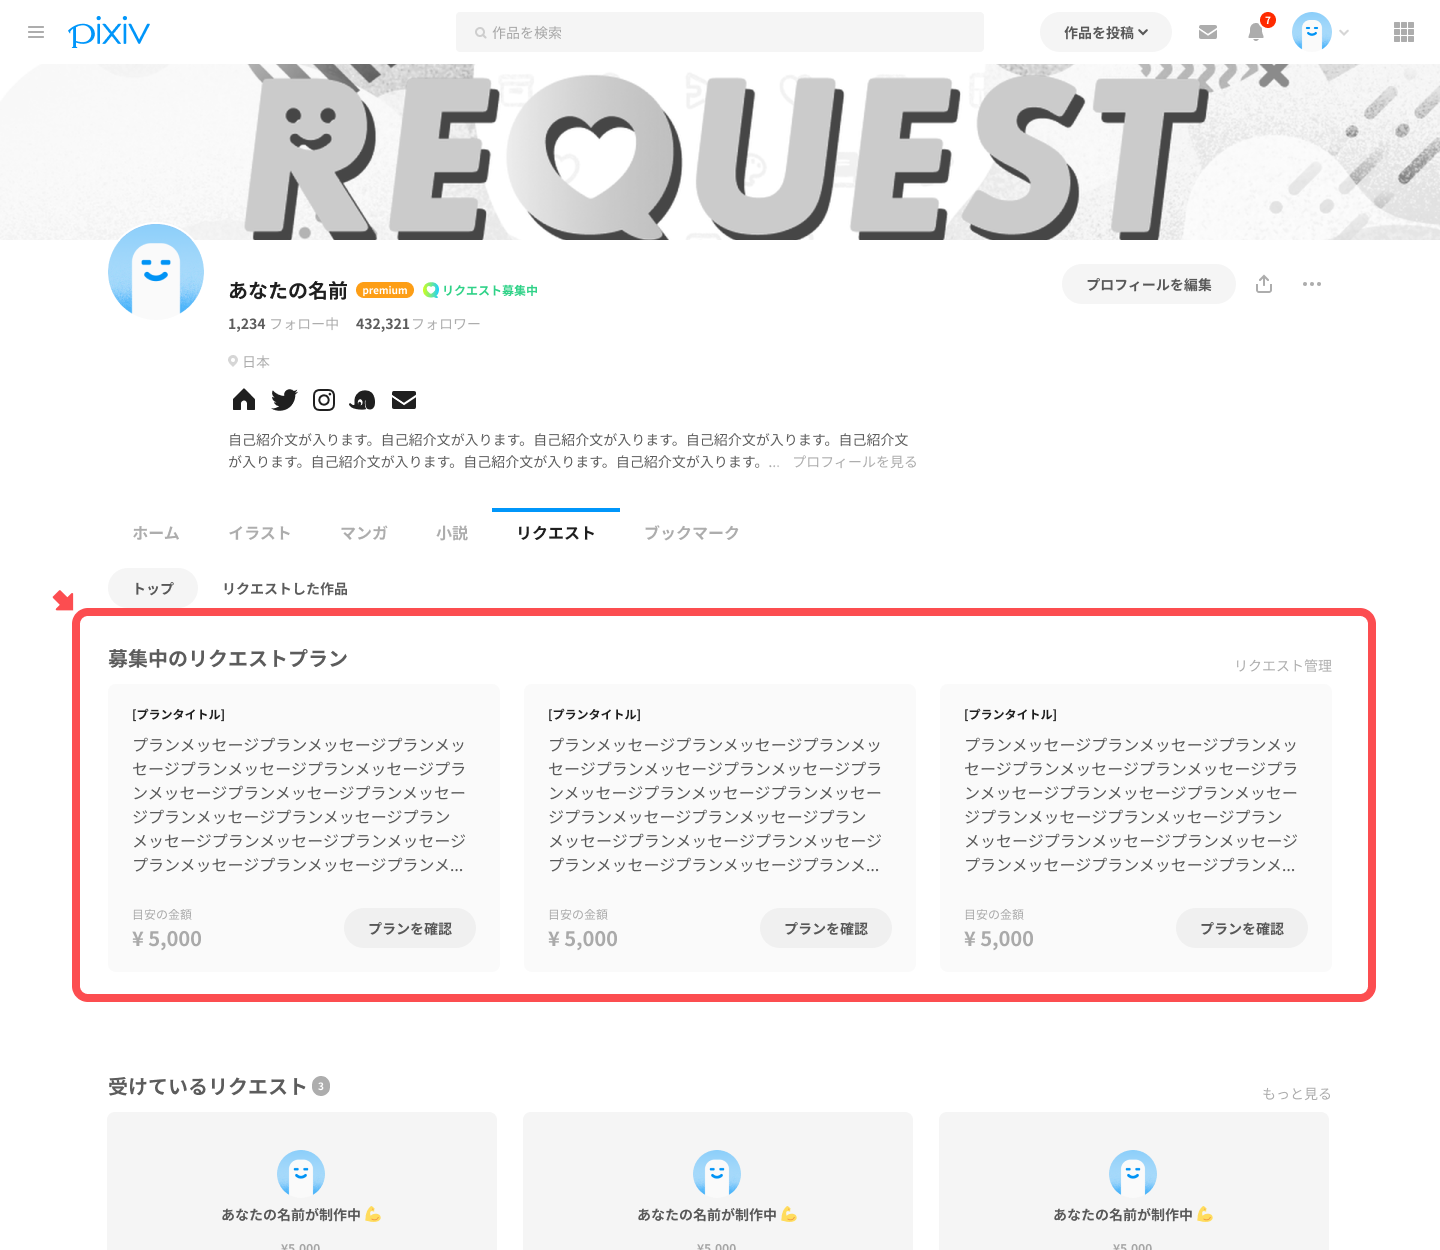 pixiv
作品を検索
作品を投稿
7
REQUEST
あなたの名前 premium リクエスト募集中
1,234 フォロー中 432,321フォロワー
日本
自己紹介文が入ります。自己紹介文が入ります。自己紹介文が入ります。自己紹介文が入ります。自己紹介文
が入ります。自己紹介文が入ります。自己紹介文が入ります。自己紹介文が入ります。... プロフィールを見る
プロフィールを編集
ホーム イラスト マンガ 小説 リクエスト ブックマーク
トップ リクエストした作品
募集中のリクエストプラン
リクエスト管理
[プランタイトル]
プランメッセージプランメッセージプランメッ
セージプランメッセージプランメッセージプラ
ンメッセージプランメッセージプランメッセー
ジプランメッセージプランメッセージプラン
メッセージプランメッセージプランメッセージ
プランメッセージプランメッセージプランメ...
目安の金額
¥ 5,000
プランを確認
[プランタイトル]
プランメッセージプランメッセージプランメッ
セージプランメッセージプランメッセージプラ
ンメッセージプランメッセージプランメッセー
ジプランメッセージプランメッセージプラン
メッセージプランメッセージプランメッセージ
プランメッセージプランメッセージプランメ...
目安の金額
¥ 5,000
プランを確認
[プランタイトル]
プランメッセージプランメッセージプランメッ
セージプランメッセージプランメッセージプラ
ンメッセージプランメッセージプランメッセー
ジプランメッセージプランメッセージプラン
メッセージプランメッセージプランメッセージ
プランメッセージプランメッセージプランメ...
目安の金額
¥ 5,000
プランを確認
受けているリクエスト 3
もっと見る
あなたの名前が制作中💪
¥5,000
あなたの名前が制作中💪
¥5,000
あなたの名前が制作中💪
¥5,000